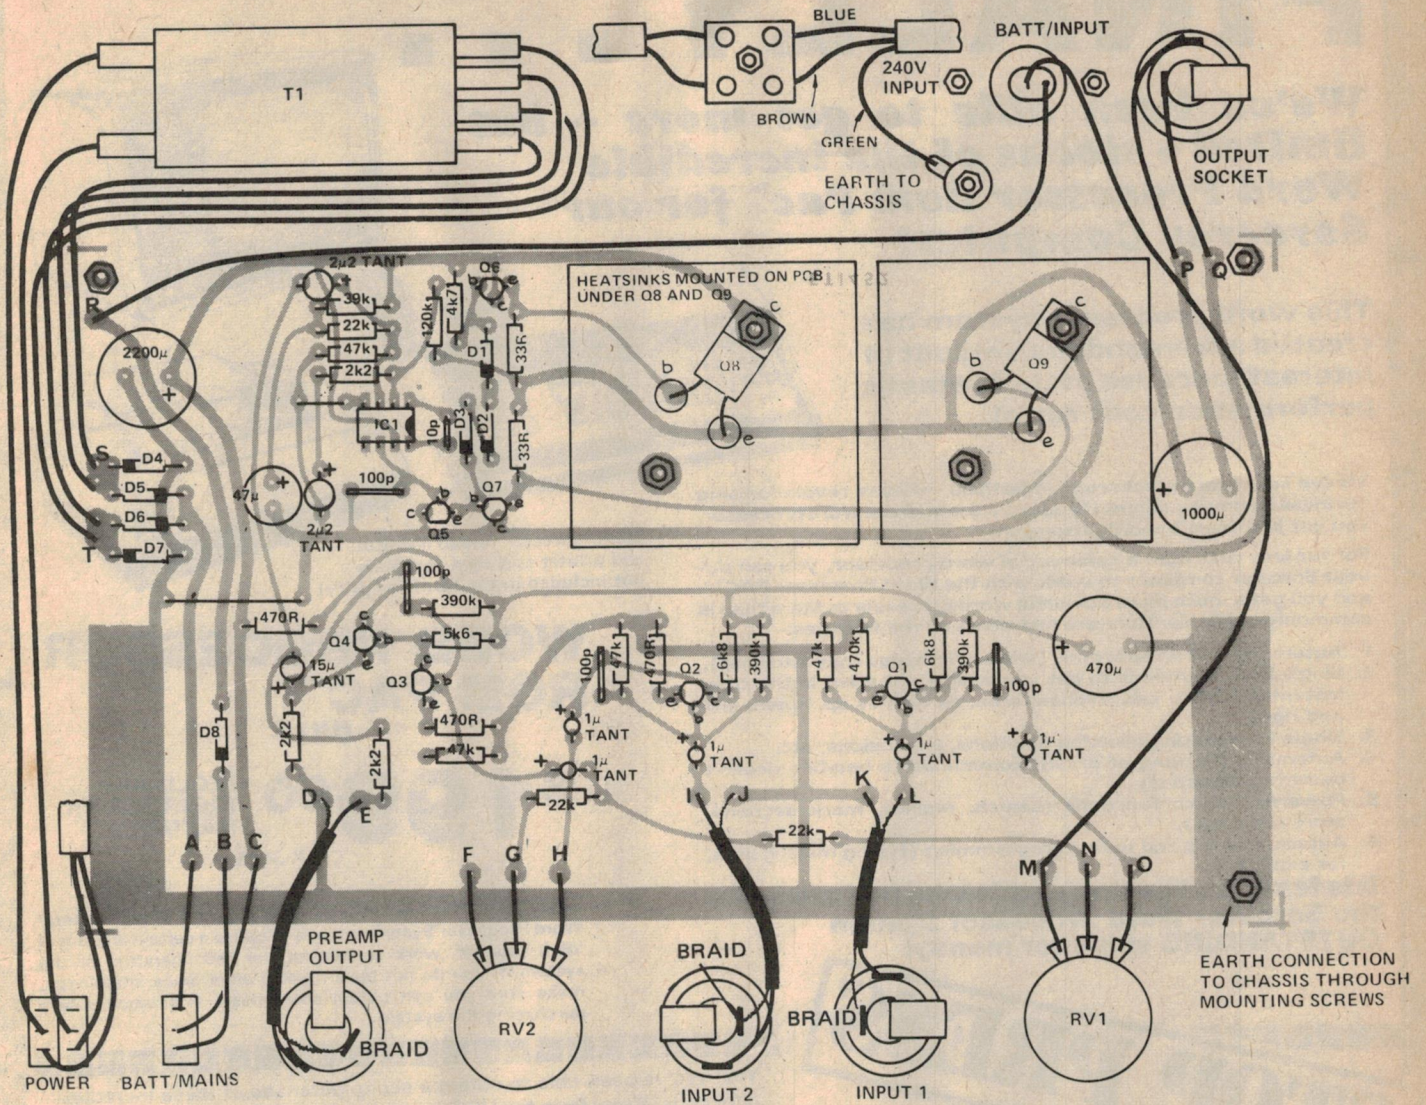 BLUE
BATT/INPUT
T1
240V
INPUT
BROWN
GREEN
EARTH TO
CHASSIS
OUTPUT
SOCKET
P Q
R
2µ2 TANT
39k
22k
47k
2k2
120k
4k7
Q6
b
e
c
D1
33R
HEATSINKS MOUNTED ON PCB
UNDER Q8 AND Q9
c
Q8
b
e
c
Q9
b
e
2200µ
+
IC1
10p
D3
D2
33R
S
D4
D5
D6
D7
T
47µ
+
+
2µ2
TANT
100p
c
b
e
Q5
Q7
b
e
c
+
1000µ
100p
390k
5k6
470R
Q4
c
b
e
15µ
TANT
+
Q3
c
b
e
470R
47k
D8
2k2
2k2
100p
47k
470R
Q2
c
b
e
6k8
390k
47k
470k
Q1
c
b
e
6k8
390k
100p
+
470µ
+
1µ
TANT
+
1µ
TANT
+
1µ
TANT
+
1µ
TANT
+
1µ
TANT
22k
22k
D
E
I J
K
L
A B C
F G H
M N O
PREAMP
OUTPUT
BRAID
BRAID
BRAID
EARTH CONNECTION
TO CHASSIS THROUGH
MOUNTING SCREWS
RV2
RV1
POWER
BATT/MAINS
INPUT 2
INPUT 1